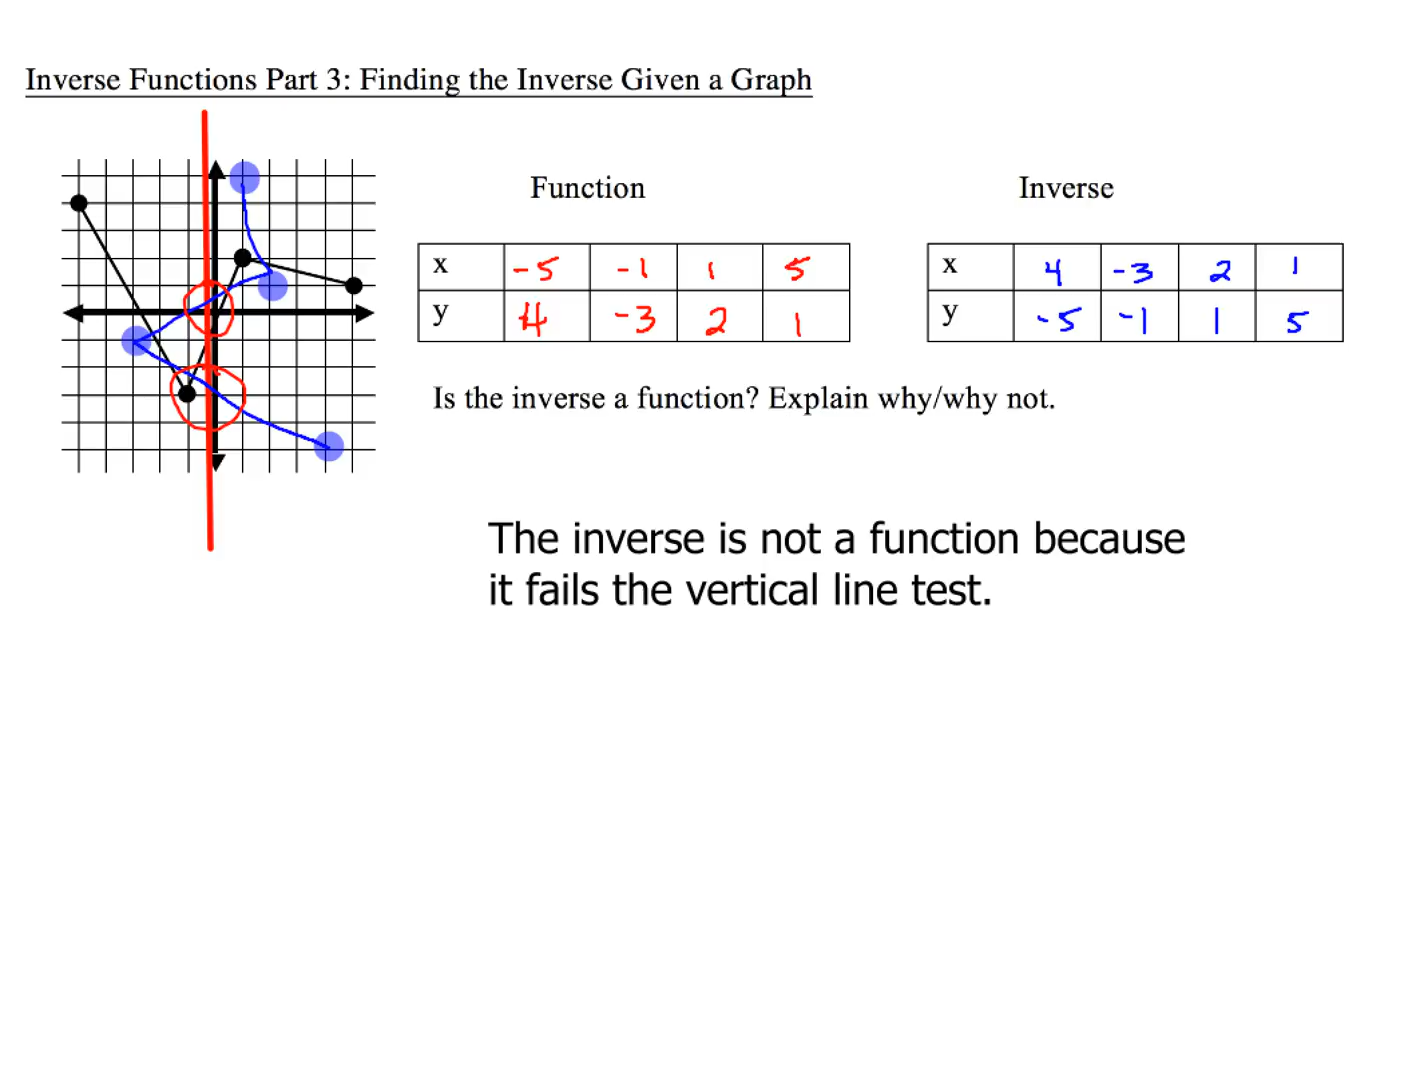 Inverse Functions Part 3: Finding the Inverse Given a Graph
Function
Inverse
x -5 -1 1 5
y 4 -3 2 1
x 4 -3 2 1
y -5 -1 1 5
Is the inverse a function? Explain why/why not.
The inverse is not a function because
it fails the vertical line test.